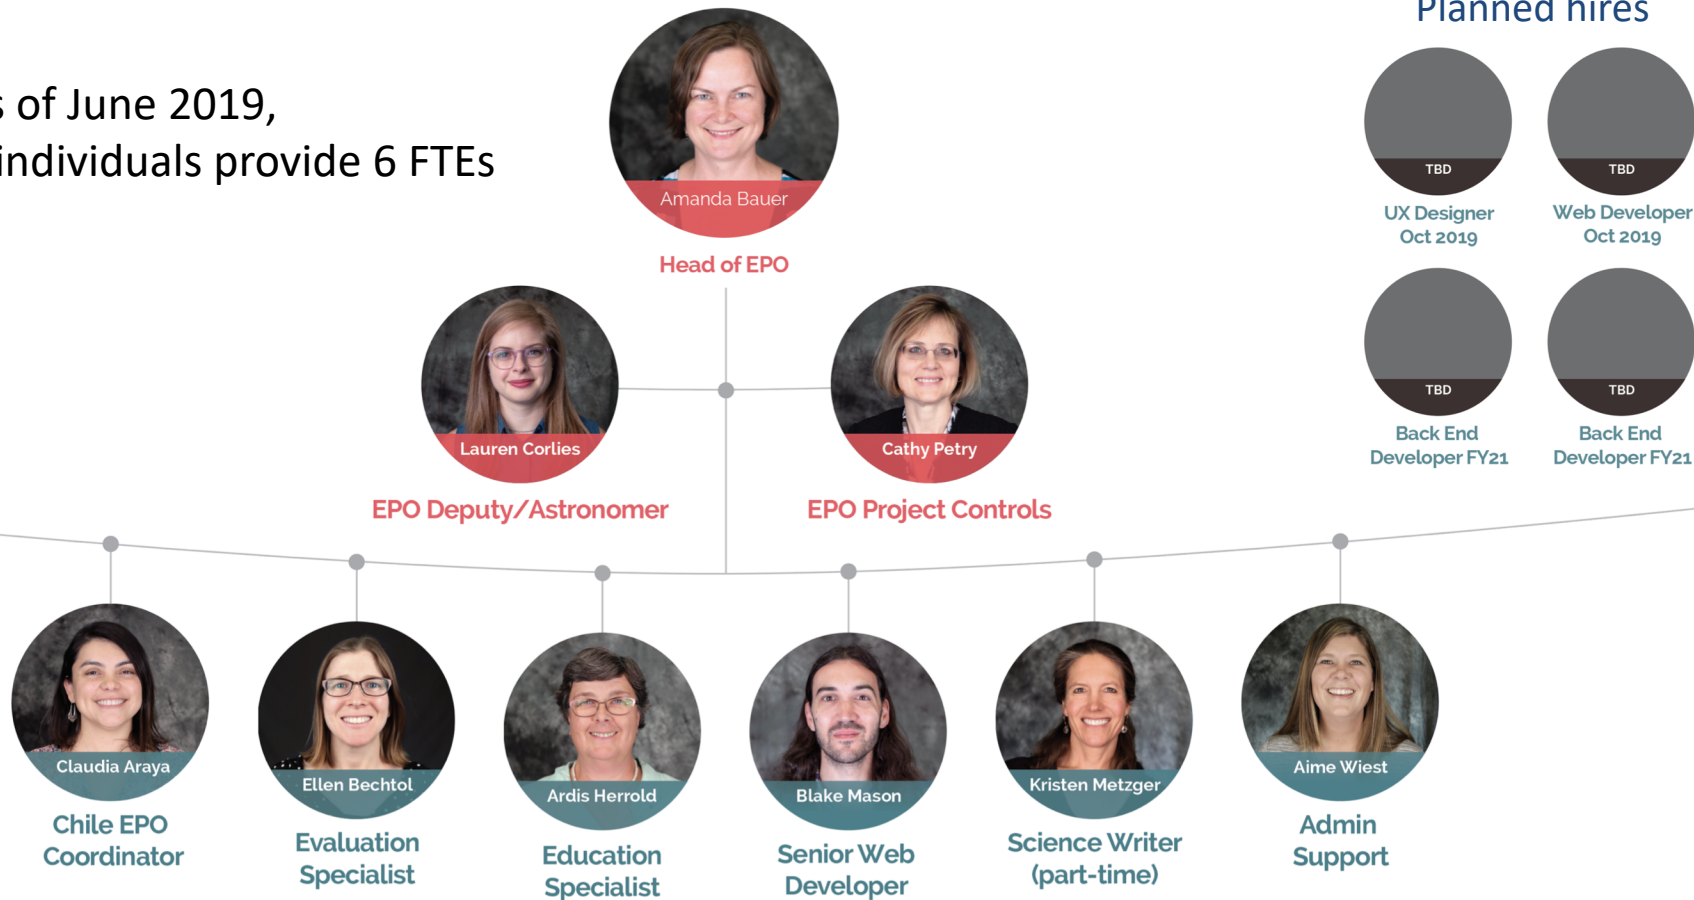 Planned hires
s of June 2019,
individuals provide 6 FTEs
Amanda Bauer
Head of EPO
TBD
UX Designer
Oct 2019
TBD
Web Developer
Oct 2019
TBD
Back End
Developer FY21
TBD
Back End
Developer FY21
Lauren Corlies
EPO Deputy/Astronomer
Cathy Petry
EPO Project Controls
Claudia Araya
Chile EPO
Coordinator
Ellen Bechtol
Evaluation
Specialist
Ardis Herrold
Education
Specialist
Blake Mason
Senior Web
Developer
Kristen Metzger
Science Writer
(part-time)
Aime Wiest
Admin
Support